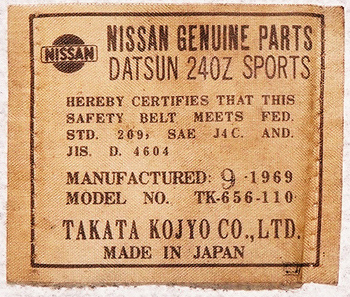 NISSAN
NISSAN GENUINE PARTS
DATSUN 240Z SPORTS
HEREBY CERTIFIES THAT THIS
SAFETY BELT MEETS FED.
STD. 209; SAE J4C. AND.
JIS. D. 4604
MANUFACTURED: 9 -1969
MODEL NO. TK-656-110
TAKATA KOJYO CO., LTD.
MADE IN JAPAN